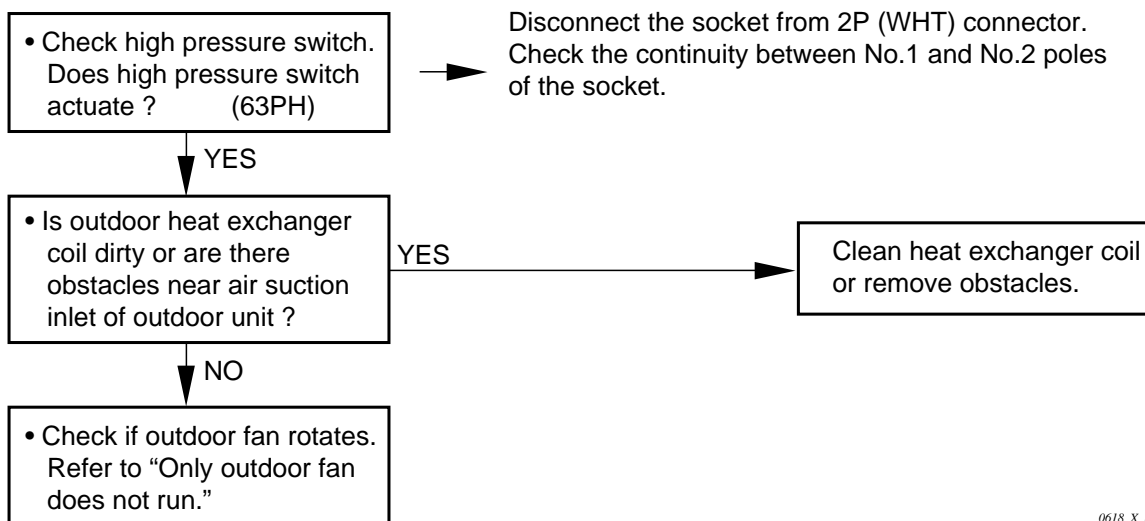 • Check high pressure switch.
Does high pressure switch
actuate ? (63PH)
Disconnect the socket from 2P (WHT) connector.
Check the continuity between No.1 and No.2 poles
of the socket.
YES
• Is outdoor heat exchanger
coil dirty or are there
obstacles near air suction
inlet of outdoor unit ?
YES
Clean heat exchanger coil
or remove obstacles.
NO
• Check if outdoor fan rotates.
Refer to “Only outdoor fan
does not run.”
0618_X